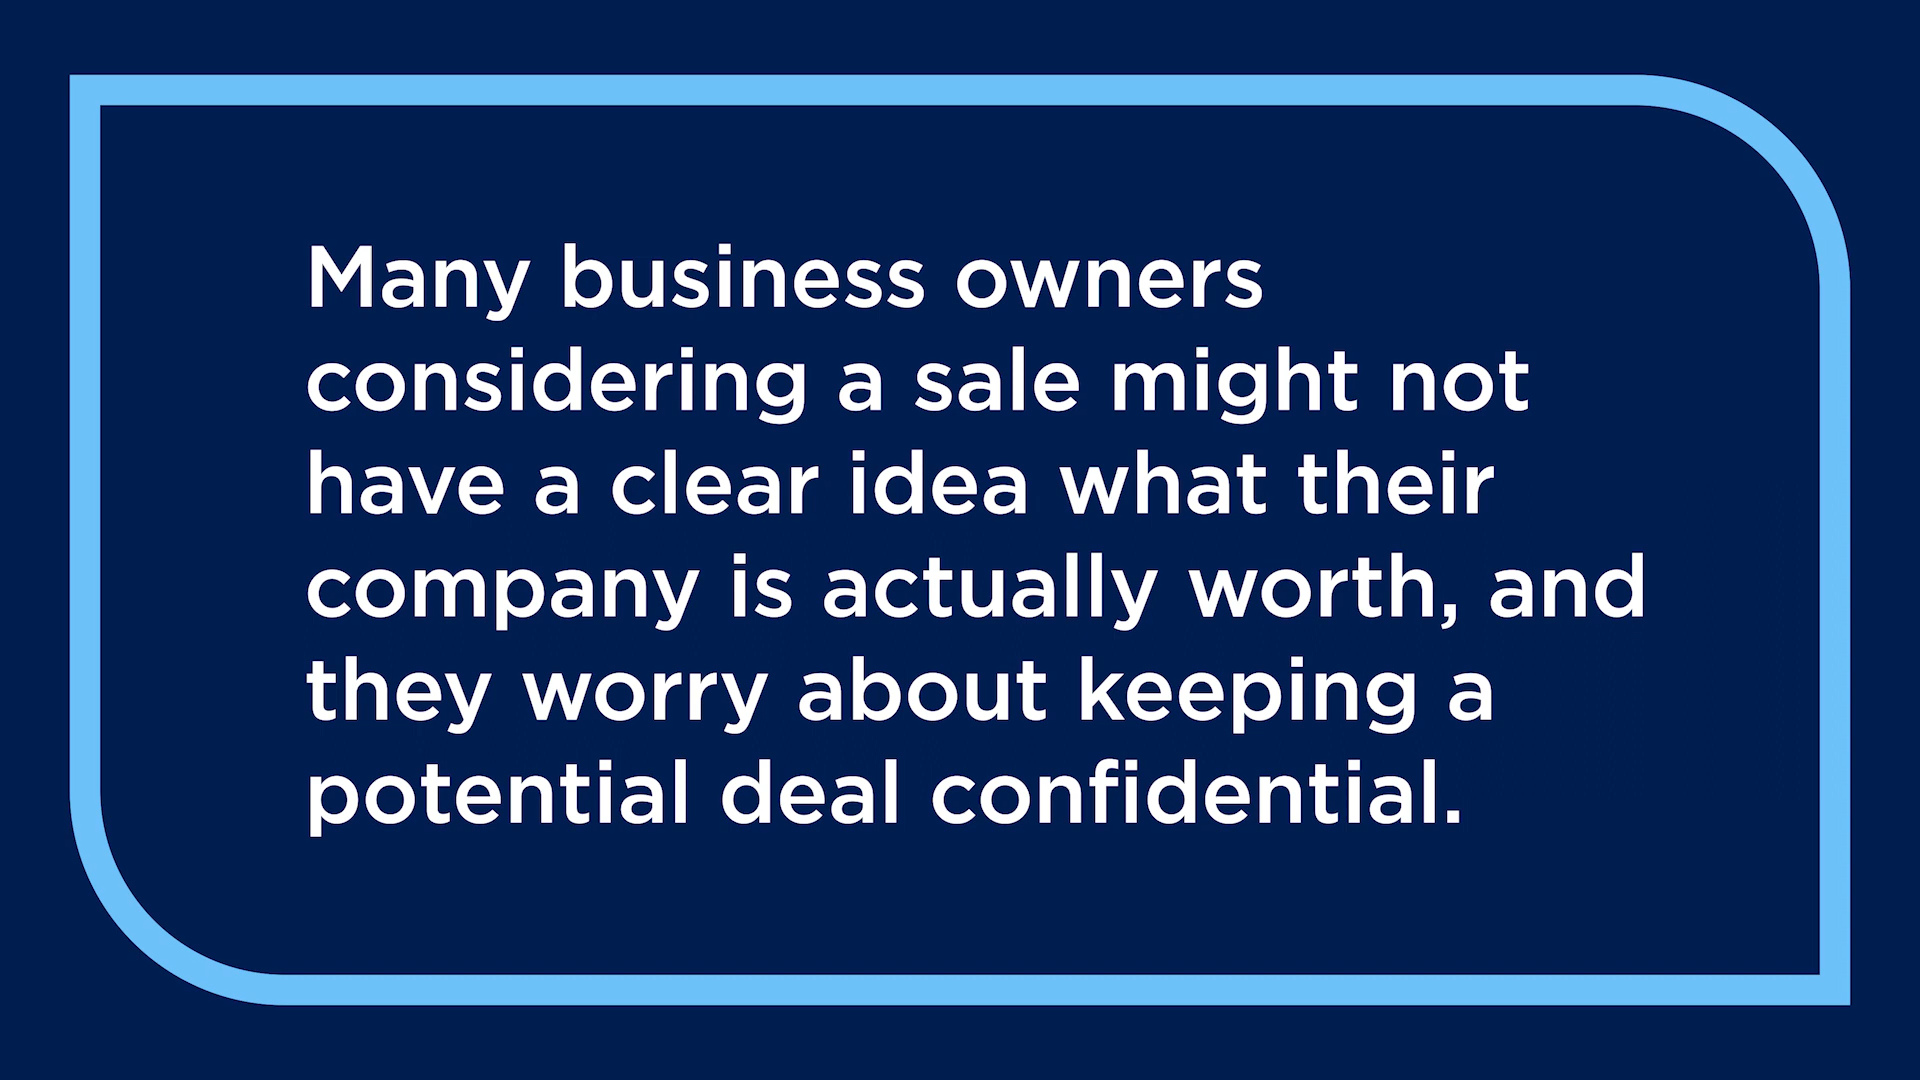 Many business owners
considering a sale might not
have a clear idea what their
company is actually worth, and
they worry about keeping a
potential deal confidential.